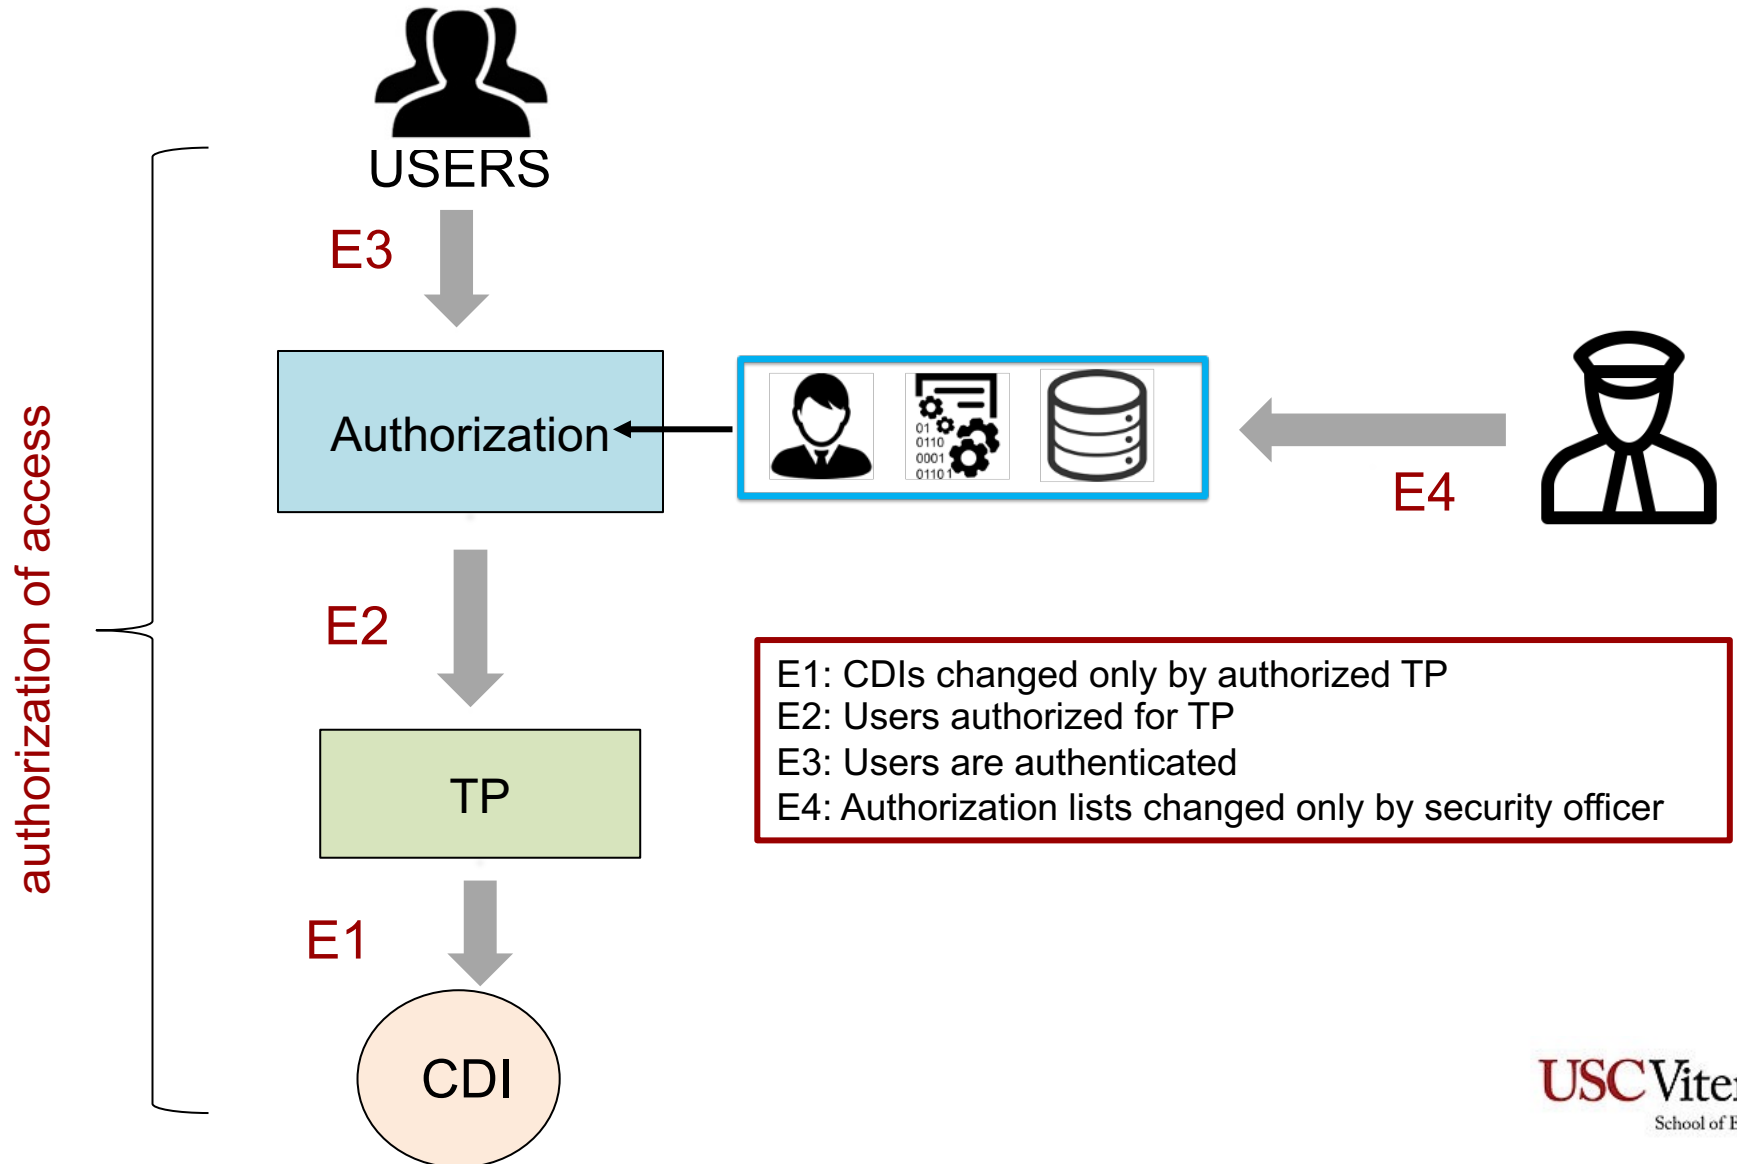 USERS
E3
Authorization
01
0110
0001
01101
E4
authorization of access
E2
E1: CDIs changed only by authorized TP
E2: Users authorized for TP
E3: Users are authenticated
E4: Authorization lists changed only by security officer
TP
E1
CDI
USC Viter
School of E